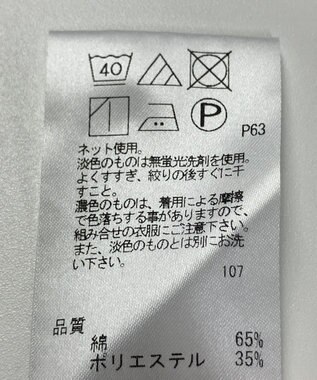 40
P
P63
ネット使用。
淡色のものは無蛍光洗剤を使用。
よくすすぎ、絞りの後すぐに干
すこと。
濃色のものは、着用による摩擦
で色落ちする事がありますので、
組み合せの衣服にご注意下さい。
また、淡色のものとは別にお洗
い下さい。
107
品質
綿 65%
ポリエステル 35%